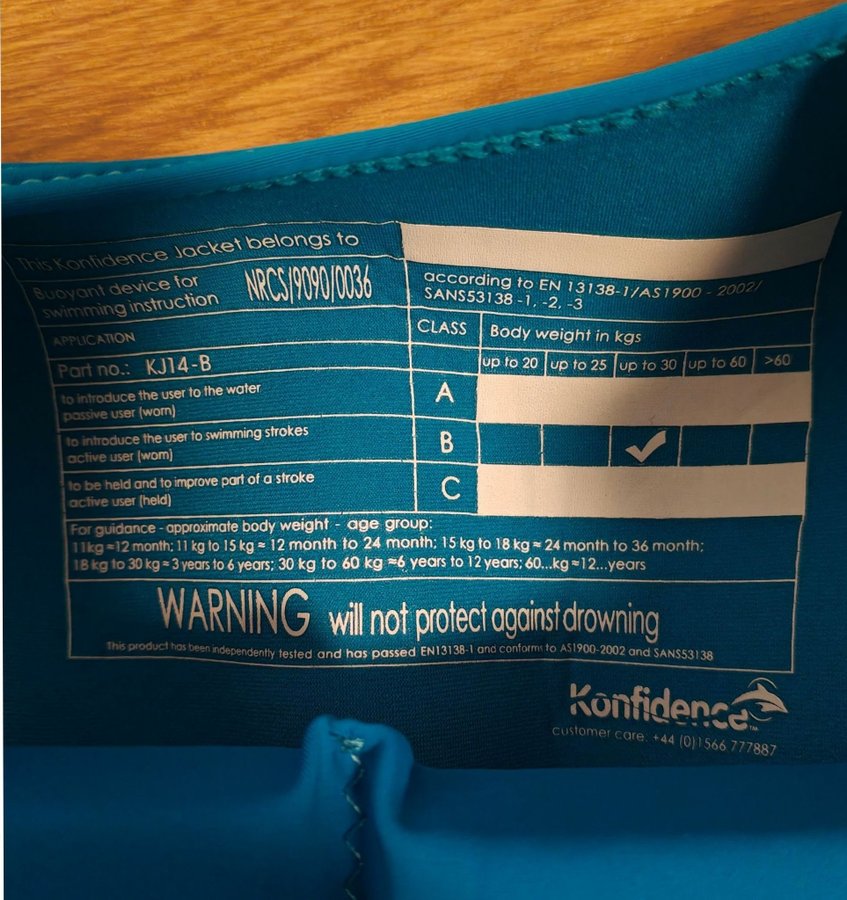 This Konfidence Jacket belongs to
Buoyant device for
swimming instruction
NRCS/9090/0036
according to EN 13138-1/AS1900 - 2002/
SANS53138 -1, -2, -3
APPLICATION
CLASS
Body weight in kgs
Part no.: KJ14-B
up to 20 up to 25 up to 30 up to 60 >60
to introduce the user to the water
passive user (worn)
A
to introduce the user to swimming strokes
active user (worn)
B
✓
to be held and to improve part of a stroke
active user (held)
C
For guidance - approximate body weight - age group:
11kg ≈12 month; 11 kg to 15 kg ≈ 12 month to 24 month; 15 kg to 18 kg ≈ 24 month to 36 month;
18 kg to 30 kg ≈ 3 years to 6 years; 30 kg to 60 kg ≈6 years to 12 years; 60...kg≈12...years
WARNING will not protect against drowning
This product has been independently tested and has passed EN13138-1 and conforms to AS1900-2002 and SANS53138
Konfidence™
customer care. +44 (0)1566 777887